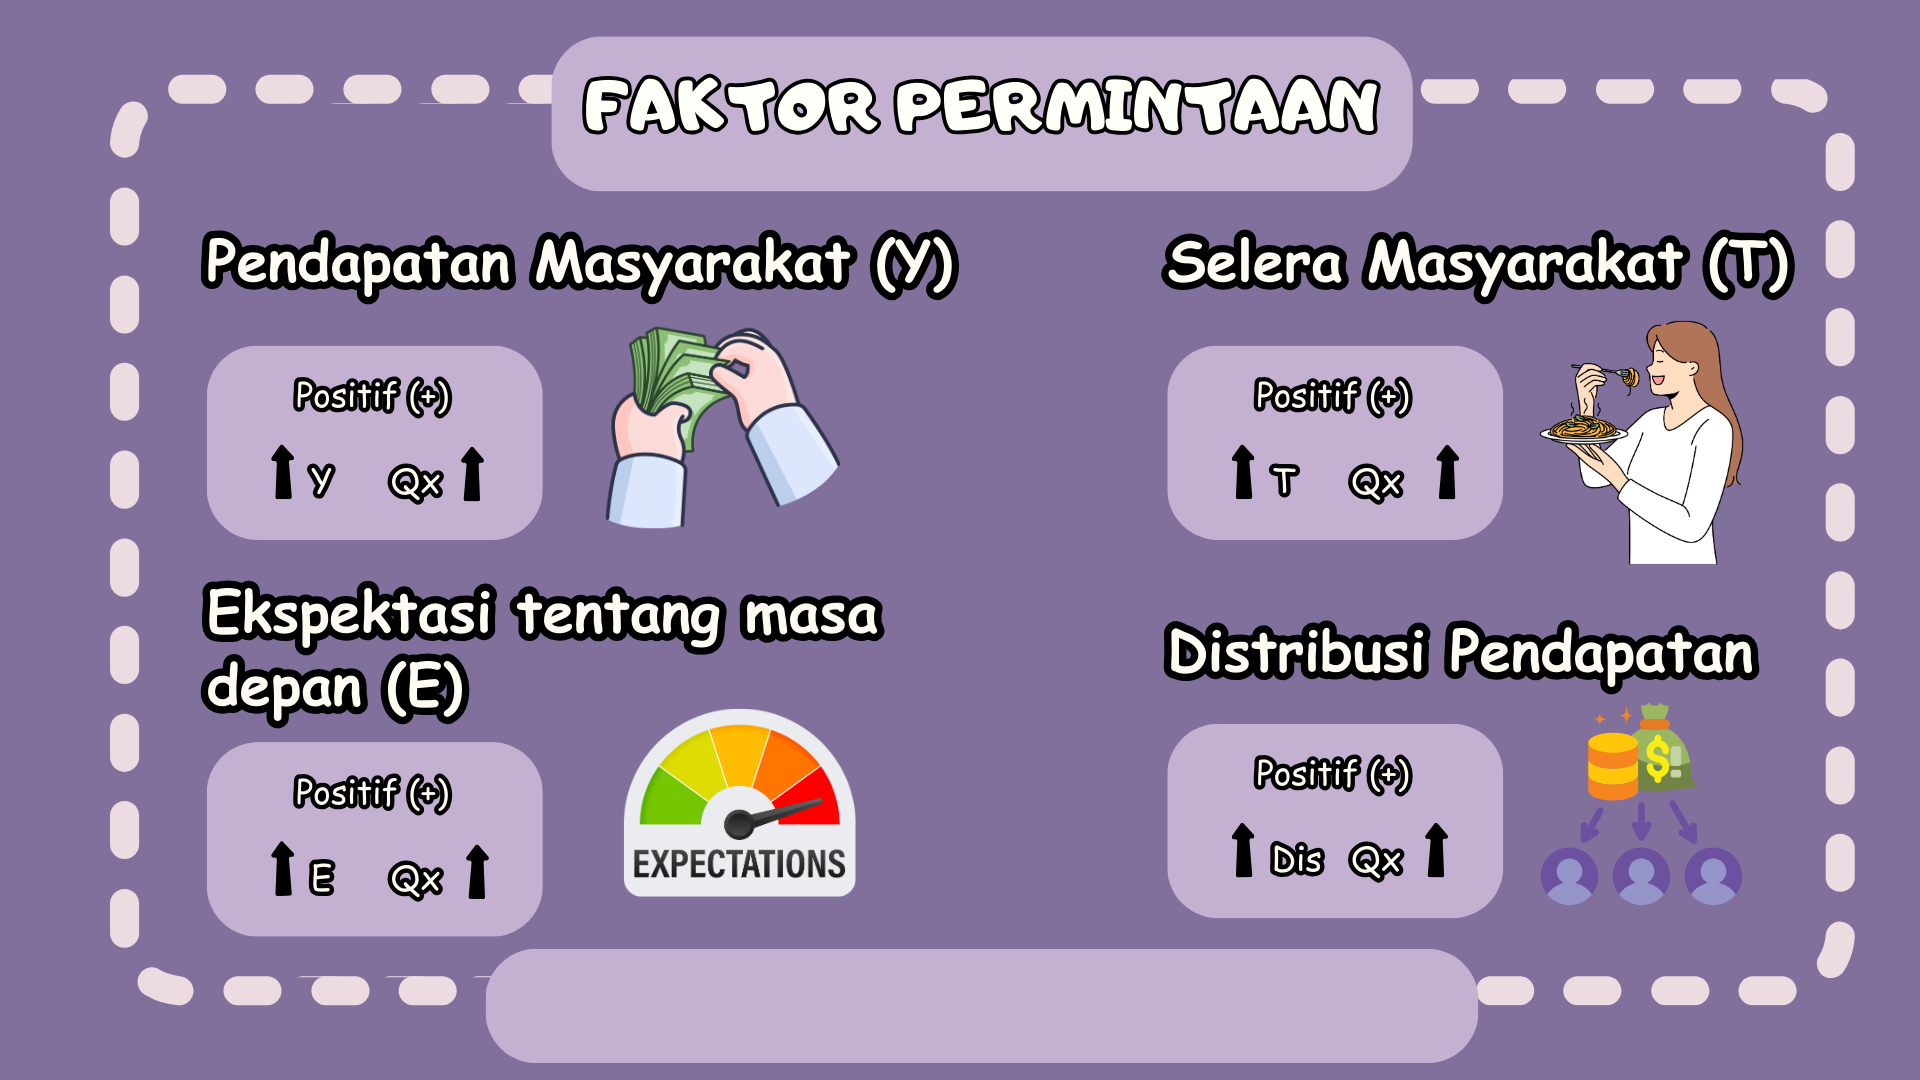 FAKTOR PERMINTAAN
Pendapatan Masyarakat (Y)
Positif (+)
Y Qx
Selera Masyarakat (T)
Positif (+)
T Qx
Ekspektasi tentang masa
depan (E)
Positif (+)
E Qx
EXPECTATIONS
Distribusi Pendapatan
Positif (+)
Dis Qx
$